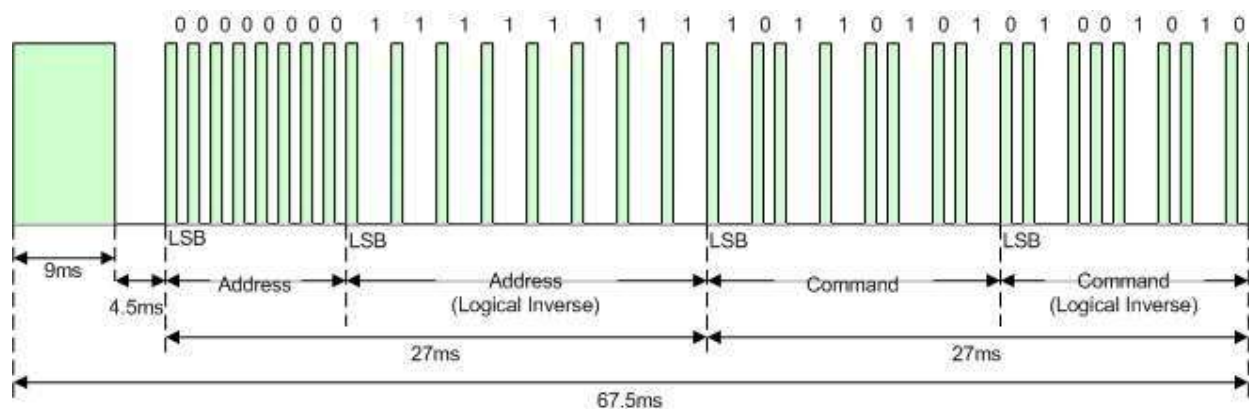 0 0 0 0 0 0 0 0 1 1 1 1 1 1 1 1 1 0 1 1 0 1 0 1 0 1 0 0 1 0 1 0
LSB LSB LSB LSB
9ms
4.5ms
Address
Address
(Logical Inverse)
Command
Command
(Logical Inverse)
27ms 27ms
67.5ms